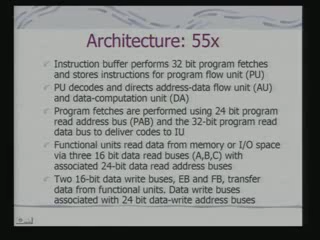 Architecture: 55x
Instruction buffer performs 32 bit program fetches
and stores instructions for program flow unit (PU)
PU decodes and directs address-data flow unit (AU)
and data-computation unit (DA)
Program fetches are performed using 24 bit program
read address bus (PAB) and the 32-bit program read
data bus to deliver codes to IU
Functional units read data from memory or I/O space
via three 16 bit data read buses (A,B,C) with
associated 24-bit data read address buses
Two 16-bit data write buses, EB and FB, transfer
data from functional units. Data write buses
associated with 24 bit data-write address buses